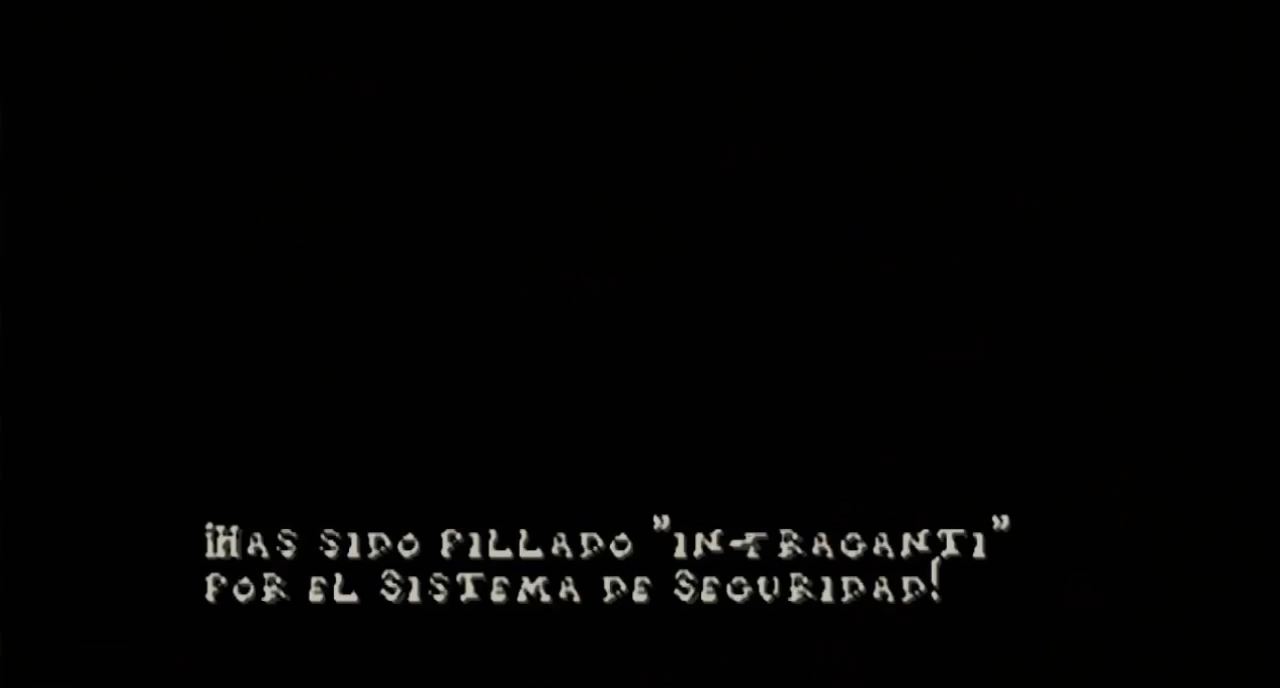 ¡Has sido pillado "in-fraganti"
por el Sistema de Seguridad!